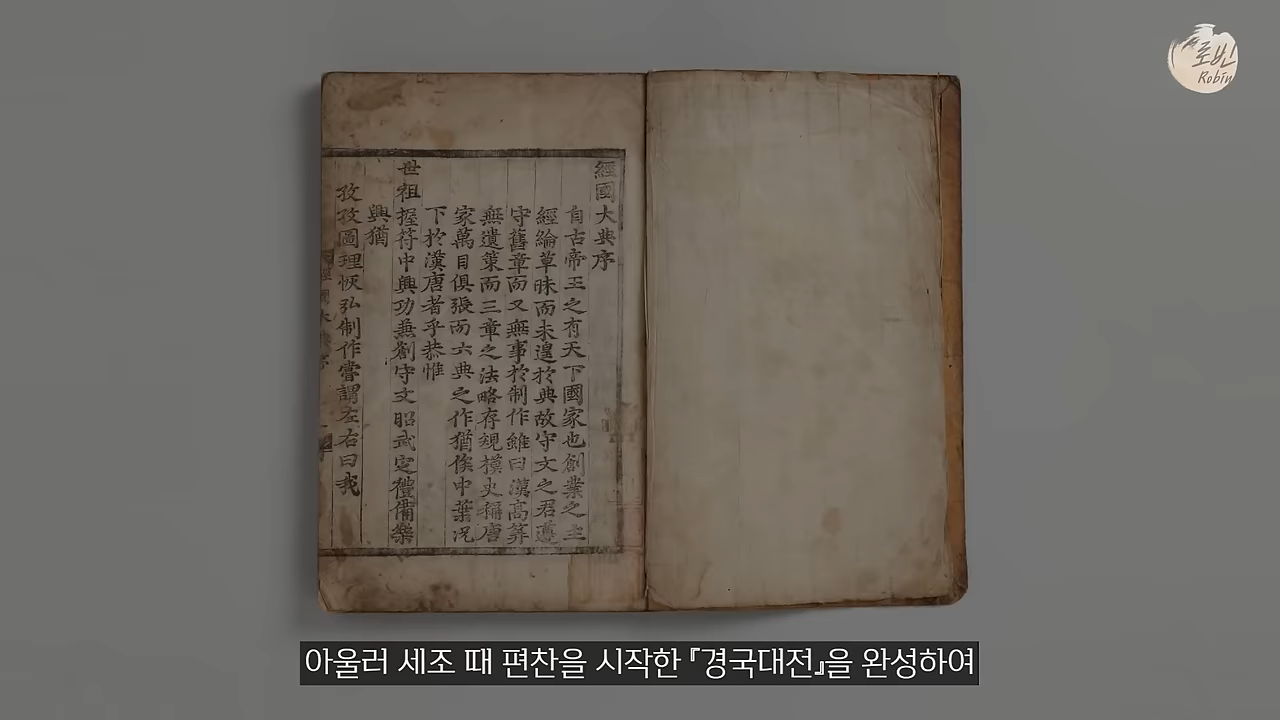 로빈
Robin
經國大典序
自古帝王之有天下國家也創業之主
經綸草昧而未遑於典故守文之君遵
守舊章而又無事於制作雖曰漢高筭
無遺策而三章之法略存規模史稱唐
家萬目俱張而六典之作猶俟中葉況
下於漢唐者乎恭惟
世祖握符中興功兼創守文昭武定禮備樂
興猶
孜孜圖理恢弘制作嘗謂左右曰我
아울러 세조 때 편찬을 시작한 『경국대전』을 완성하여